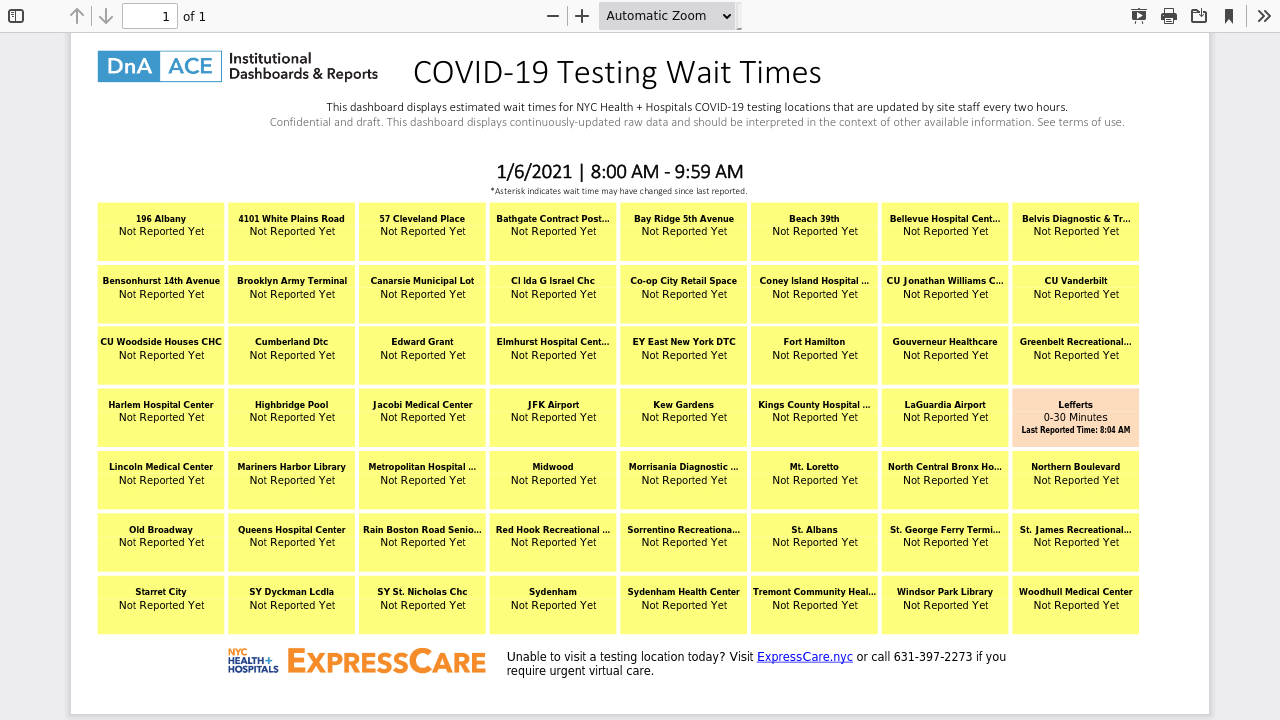 1 of 1 Automatic Zoom
DnA ACE Institutional Dashboards & Reports
COVID-19 Testing Wait Times
This dashboard displays estimated wait times for NYC Health + Hospitals COVID-19 testing locations that are updated by site staff every two hours.
Confidential and draft. This dashboard displays continuously-updated raw data and should be interpreted in the context of other available information. See terms of use.
1/6/2021 | 8:00 AM - 9:59 AM
*Asterisk indicates wait time may have changed since last reported.
196 Albany 4101 White Plains Road 57 Cleveland Place Bathgate Contract Post... Bay Ridge 5th Avenue Beach 39th Bellevue Hospital Cent... Belvis Diagnostic & Tr...
Not Reported Yet Not Reported Yet Not Reported Yet Not Reported Yet Not Reported Yet Not Reported Yet Not Reported Yet Not Reported Yet
Bensonhurst 14th Avenue Brooklyn Army Terminal Canarsie Municipal Lot CI Ida G Israel Chc Co-op City Retail Space Coney Island Hospital ... CU Jonathan Williams C... CU Vanderbilt
Not Reported Yet Not Reported Yet Not Reported Yet Not Reported Yet Not Reported Yet Not Reported Yet Not Reported Yet Not Reported Yet
CU Woodside Houses CHC Cumberland Dtc Edward Grant Elmhurst Hospital Cent... EY East New York DTC Fort Hamilton Gouverneur Healthcare Greenbelt Recreational...
Not Reported Yet Not Reported Yet Not Reported Yet Not Reported Yet Not Reported Yet Not Reported Yet Not Reported Yet Not Reported Yet
Harlem Hospital Center Highbridge Pool Jacobi Medical Center JFK Airport Kew Gardens Kings County Hospital ... LaGuardia Airport Lefferts
Not Reported Yet Not Reported Yet Not Reported Yet Not Reported Yet Not Reported Yet Not Reported Yet Not Reported Yet 0-30 Minutes
Last Reported Time: 8:04 AM
Lincoln Medical Center Mariners Harbor Library Metropolitan Hospital ... Midwood Morrisania Diagnostic ... Mt. Loretto North Central Bronx Ho... Northern Boulevard
Not Reported Yet Not Reported Yet Not Reported Yet Not Reported Yet Not Reported Yet Not Reported Yet Not Reported Yet Not Reported Yet
Old Broadway Queens Hospital Center Rain Boston Road Senio... Red Hook Recreational ... Sorrentino Recreationa... St. Albans St. George Ferry Termi... St. James Recreational...
Not Reported Yet Not Reported Yet Not Reported Yet Not Reported Yet Not Reported Yet Not Reported Yet Not Reported Yet Not Reported Yet
Starret City SY Dyckman Lcdla SY St. Nicholas Chc Sydenham Sydenham Health Center Tremont Community Heal... Windsor Park Library Woodhull Medical Center
Not Reported Yet Not Reported Yet Not Reported Yet Not Reported Yet Not Reported Yet Not Reported Yet Not Reported Yet Not Reported Yet
NYC HEALTH+ HOSPITALS EXPRESSCARE
Unable to visit a testing location today? Visit ExpressCare.nyc or call 631-397-2273 if you
require urgent virtual care.